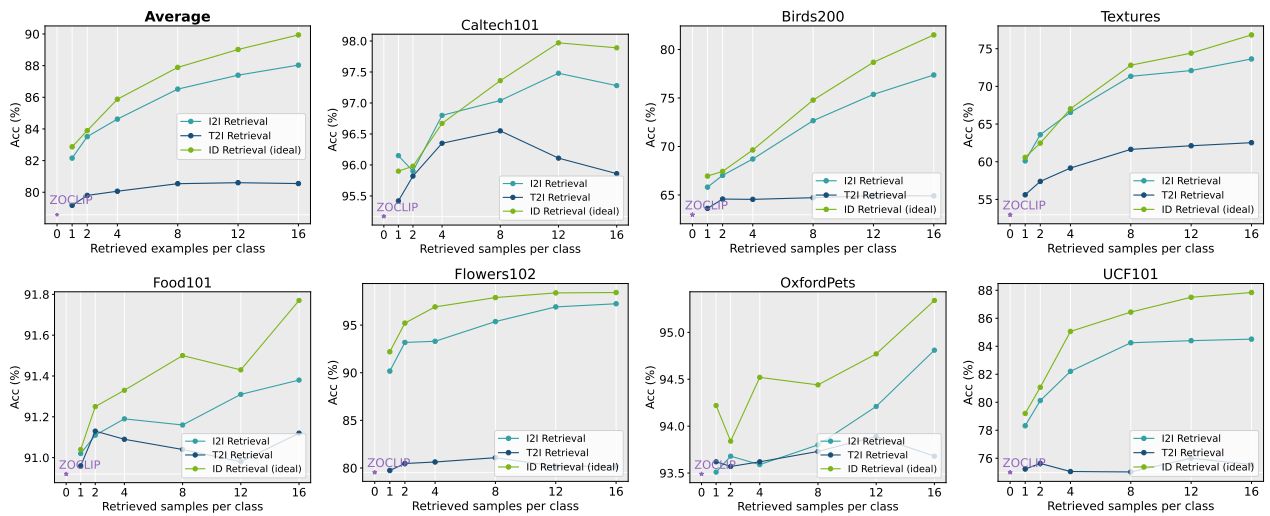 Average
Acc (%)
90
88
86
84
82
80
I2I Retrieval
T2I Retrieval
ID Retrieval (ideal)
ZOCLIP
0 1 2 4 8 12 16
Retrieved examples per class
Caltech101
Acc (%)
98.0
97.5
97.0
96.5
96.0
95.5
I2I Retrieval
T2I Retrieval
ID Retrieval (ideal)
ZOCLIP
0 1 2 4 8 12 16
Retrieved samples per class
Birds200
Acc (%)
80
75
70
65
I2I Retrieval
T2I Retrieval
ID Retrieval (ideal)
ZOCLIP
0 1 2 4 8 12 16
Retrieved samples per class
Textures
Acc (%)
75
70
65
60
55
I2I Retrieval
T2I Retrieval
ID Retrieval (ideal)
ZOCLIP
0 1 2 4 8 12 16
Retrieved samples per class
Food101
Acc (%)
91.8
91.6
91.4
91.2
91.0
I2I Retrieval
T2I Retrieval
ID Retrieval (ideal)
ZOCLIP
0 1 2 4 8 12 16
Retrieved samples per class
Flowers102
Acc (%)
95
90
85
80
I2I Retrieval
T2I Retrieval
ID Retrieval (ideal)
ZOCLIP
0 1 2 4 8 12 16
Retrieved samples per class
OxfordPets
Acc (%)
95.0
94.5
94.0
93.5
I2I Retrieval
T2I Retrieval
ID Retrieval (ideal)
ZOCLIP
0 1 2 4 8 12 16
Retrieved samples per class
UCF101
Acc (%)
88
86
84
82
80
78
76
I2I Retrieval
T2I Retrieval
ID Retrieval (ideal)
ZOCLIP
0 1 2 4 8 12 16
Retrieved samples per class